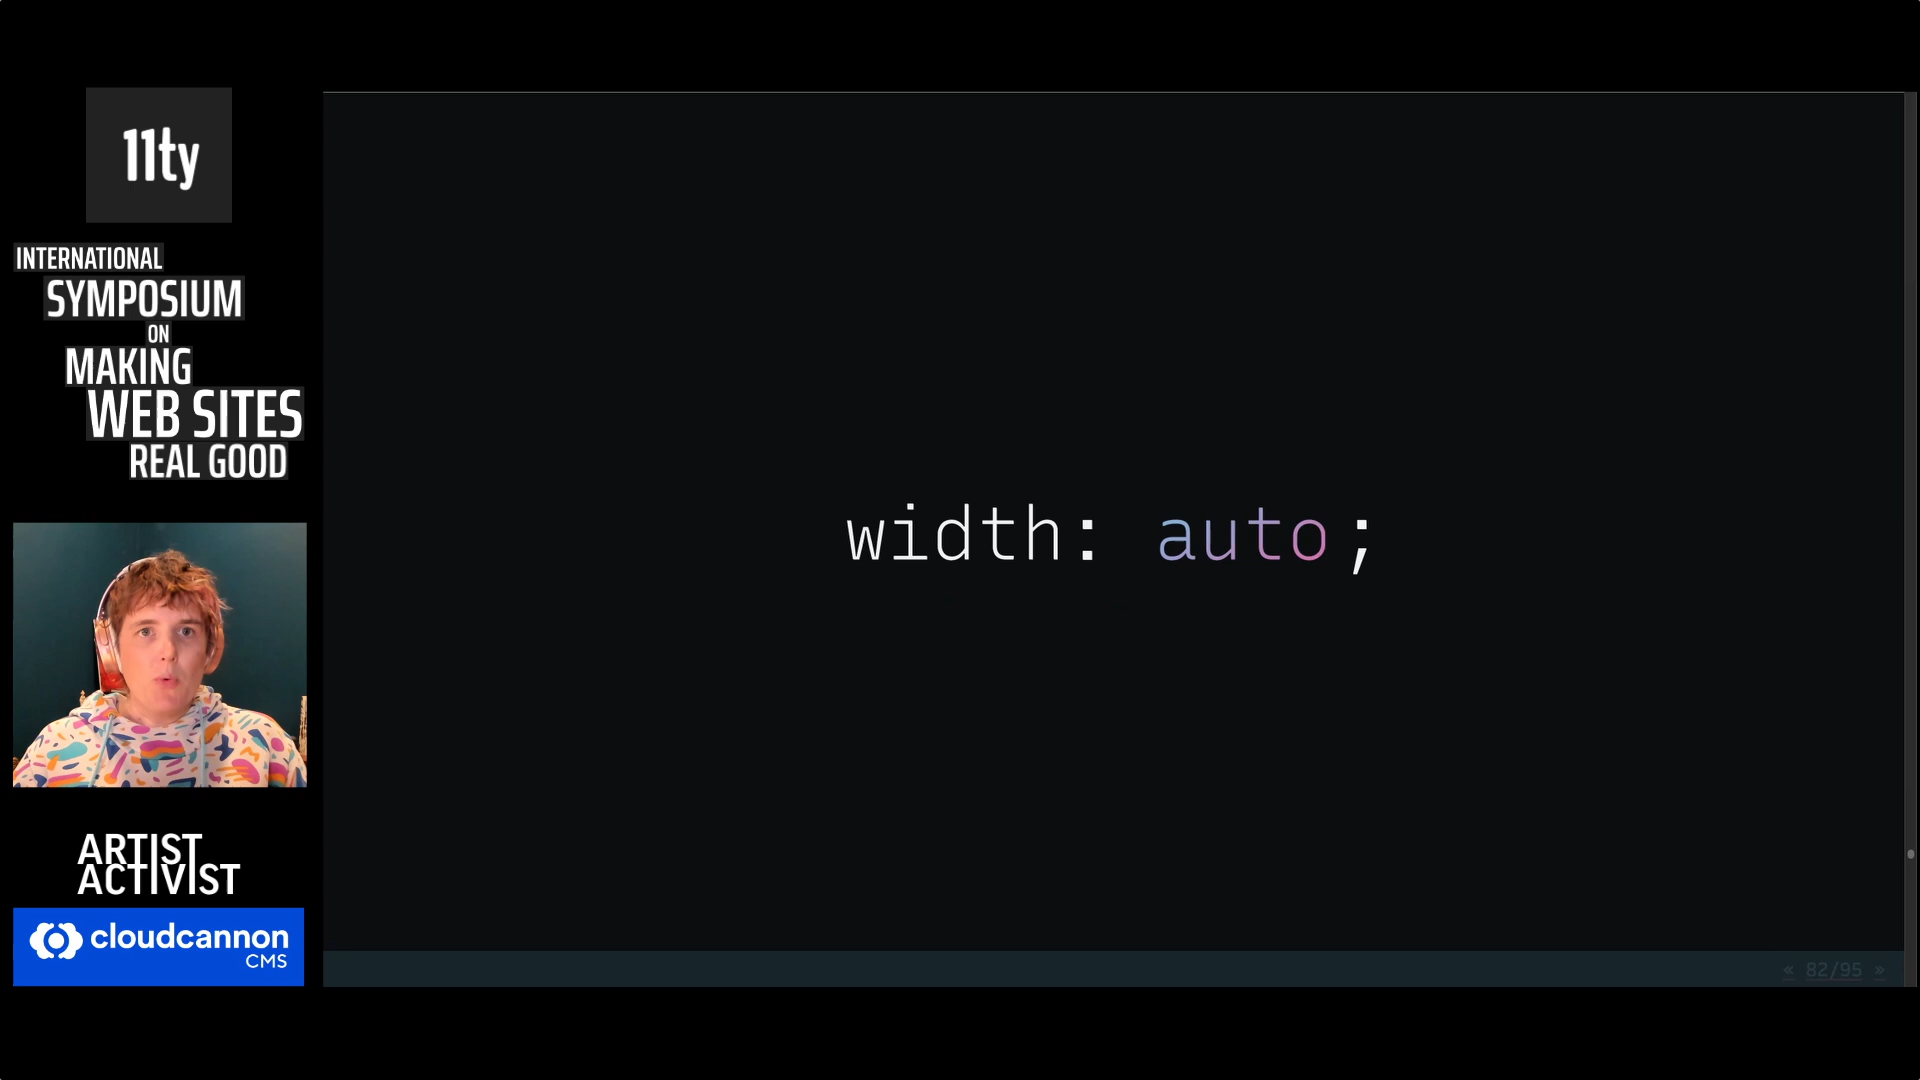 11ty
INTERNATIONAL
SYMPOSIUM
ON
MAKING
WEB SITES
REAL GOOD
width: auto;
ARTIST
ACTIVIST
cloudcannon
CMS
« 82/95 »